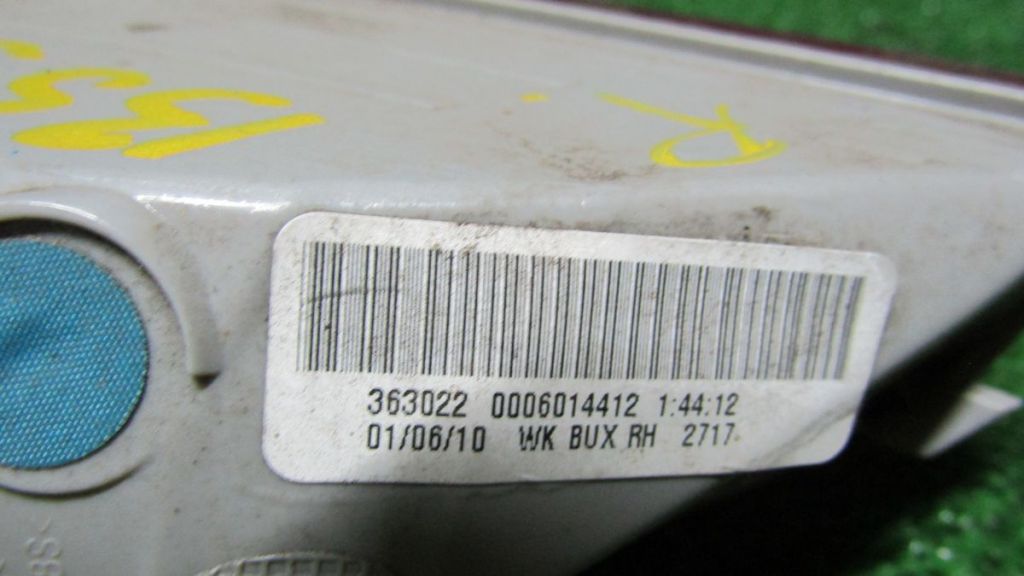 R
363022 0006014412 1:44:12
01/06/10 WK BUX RH 2717